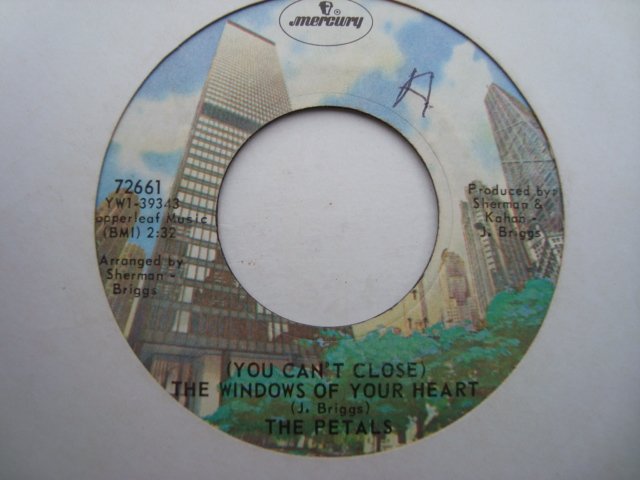 mercury
A
72661
YW1-39343
opperleaf Music
(BMI) 2:32
Arranged by
Sherman -
Briggs
Produced by:
Sherman &
Kahan -
J. Briggs
(YOU CAN'T CLOSE)
THE WINDOWS OF YOUR HEART
(J. Briggs)
THE PETALS